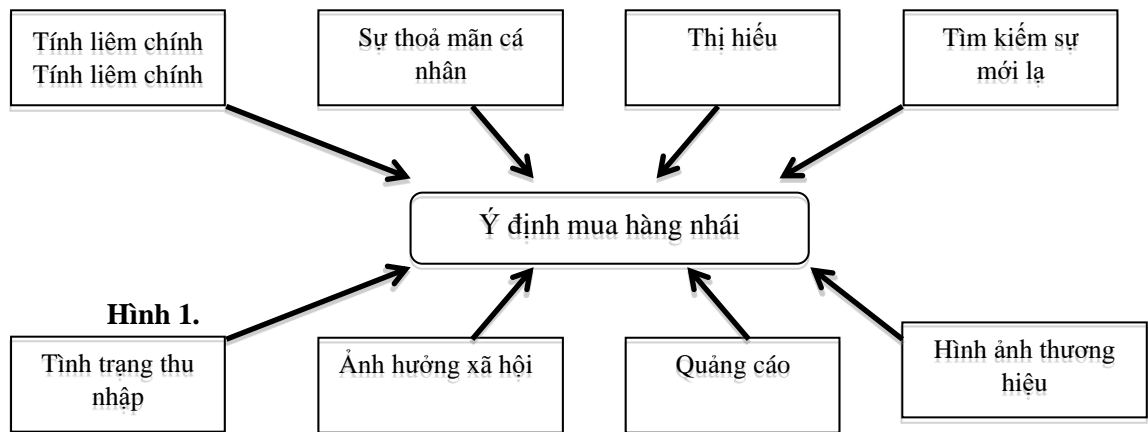 Tính liêm chính
Tính liêm chính
Sự thoả mãn cá
nhân
Thị hiếu
Tìm kiếm sự
mới lạ
Ý định mua hàng nhái
Hình 1.
Tình trạng thu
nhập
Ảnh hưởng xã hội
Quảng cáo
Hình ảnh thương
hiệu